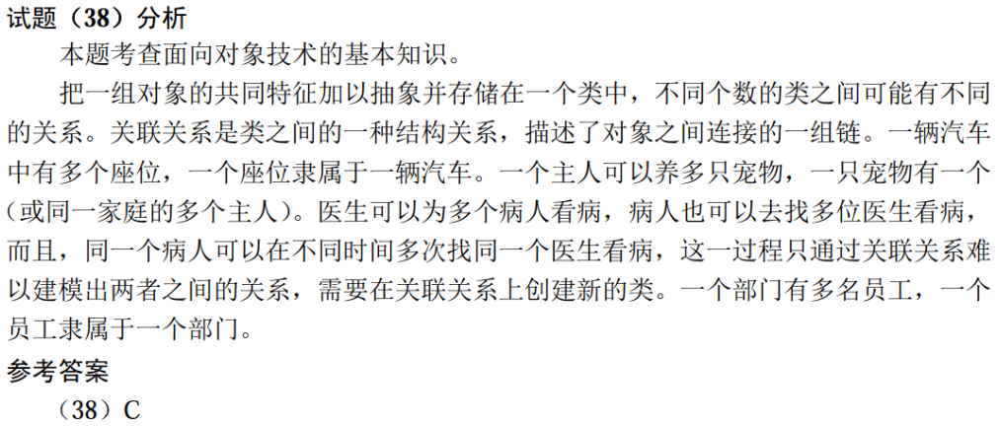 试题（38）分析
本题考查面向对象技术的基本知识。
把一组对象的共同特征加以抽象并存储在一个类中，不同个数的类之间可能有不同
的关系。关联关系是类之间的一种结构关系，描述了对象之间连接的一组链。一辆汽车
中有多个座位，一个座位隶属于一辆汽车。一个主人可以养多只宠物，一只宠物有一个
（或同一家庭的多个主人）。医生可以为多个病人看病，病人也可以去找多位医生看病，
而且，同一个病人可以在不同时间多次找同一个医生看病，这一过程只通过关联关系难
以建模出两者之间的关系，需要在关联关系上创建新的类。一个部门有多名员工，一个
员工隶属于一个部门。
参考答案
（38）C